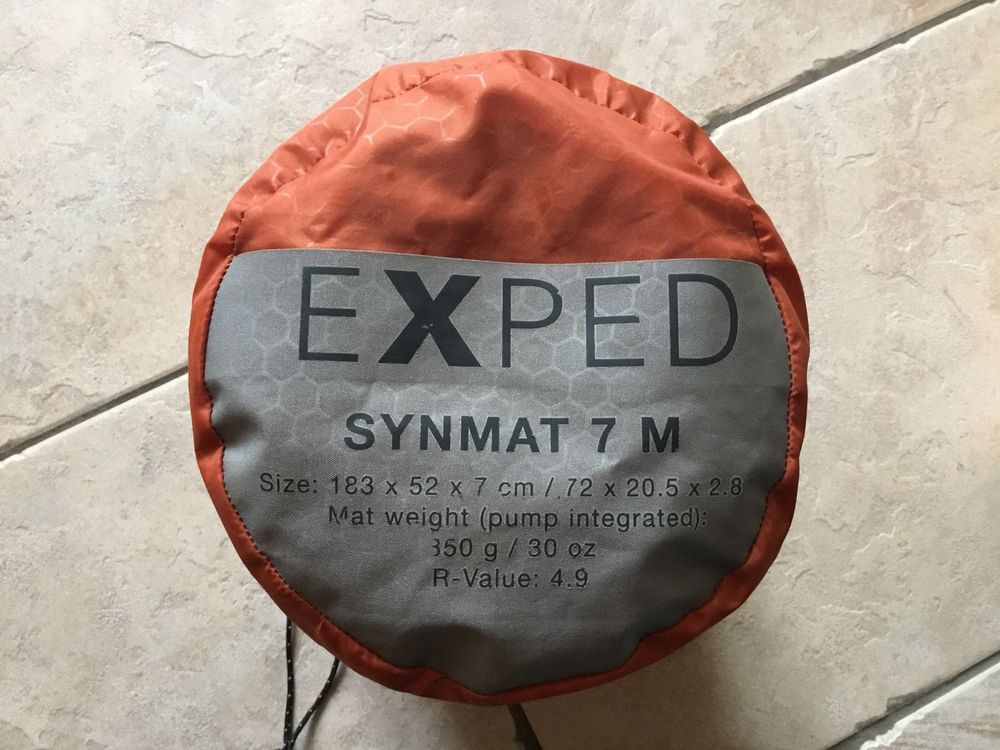 EXPED
SYNMAT 7 M
Size: 183 x 52 x 7 cm / 72 x 20.5 x 2.8
Mat weight (pump integrated):
g / 30 oz
R-Value: 4.9